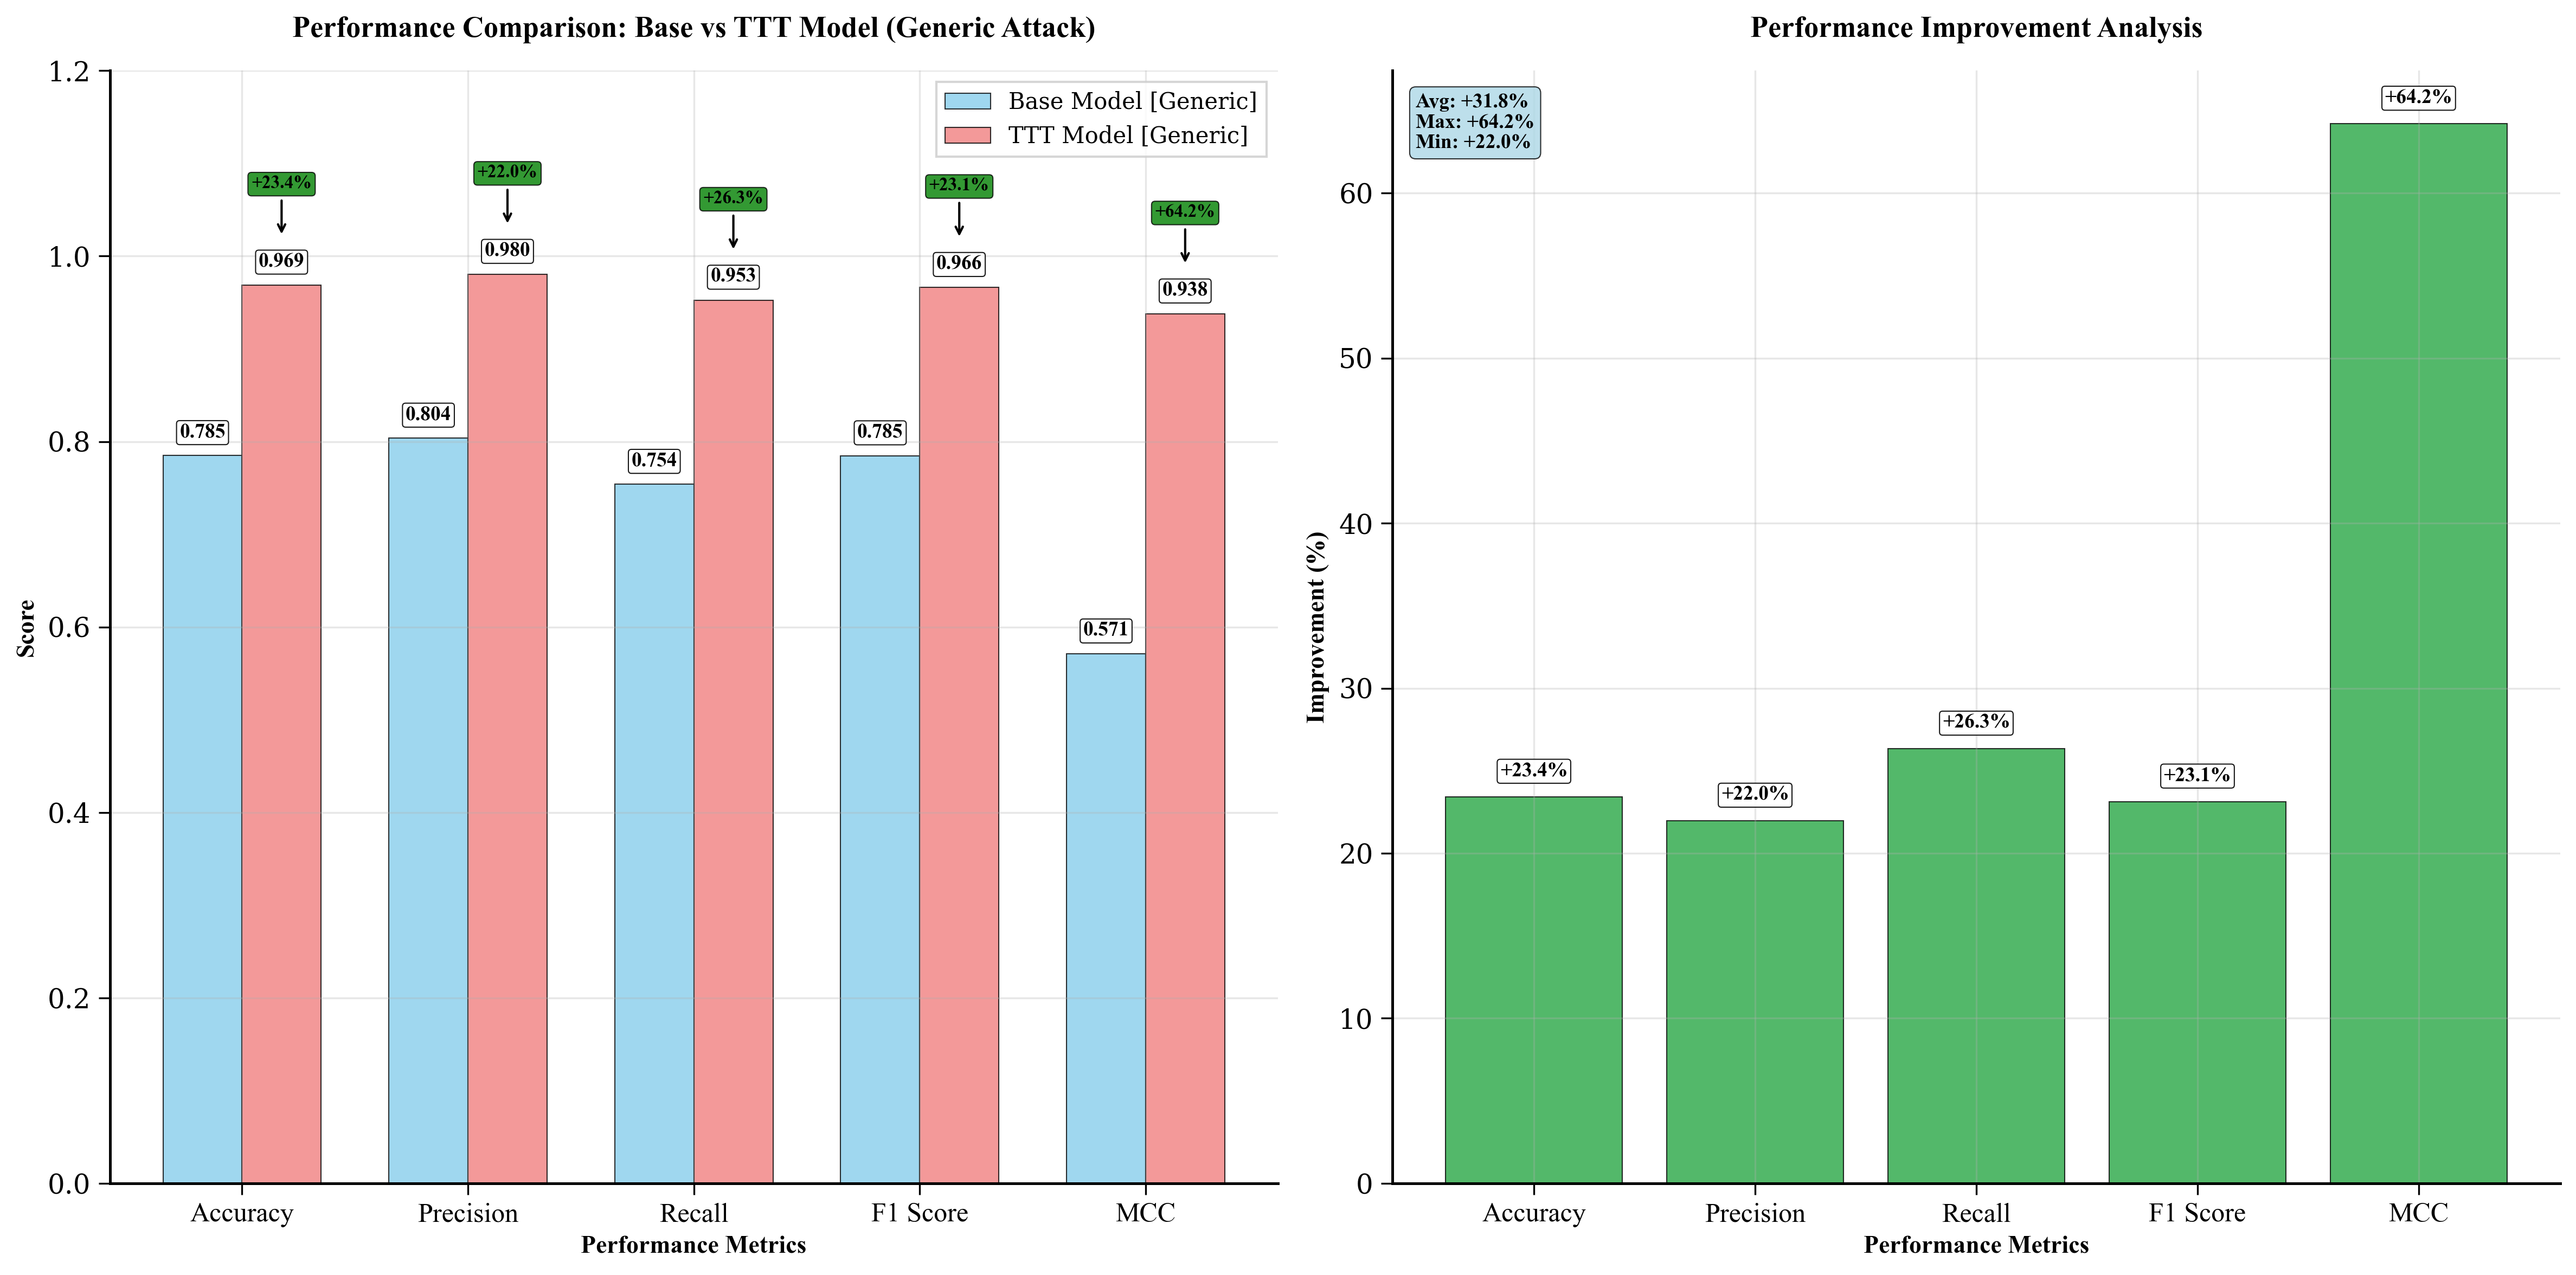 Performance Comparison: Base vs TTT Model (Generic Attack)
1.2
1.0
0.8
0.6
0.4
0.2
0.0
Score
Base Model [Generic]
TTT Model [Generic]
+23.4%
+22.0%
+26.3%
+23.1%
+64.2%
0.969
0.980
0.953
0.966
0.938
0.785
0.804
0.754
0.785
0.571
Accuracy
Precision
Recall
F1 Score
MCC
Performance Metrics
Performance Improvement Analysis
Avg: +31.8%
Max: +64.2%
Min: +22.0%
60
50
40
30
20
10
0
Improvement (%)
+23.4%
+22.0%
+26.3%
+23.1%
+64.2%
Accuracy
Precision
Recall
F1 Score
MCC
Performance Metrics